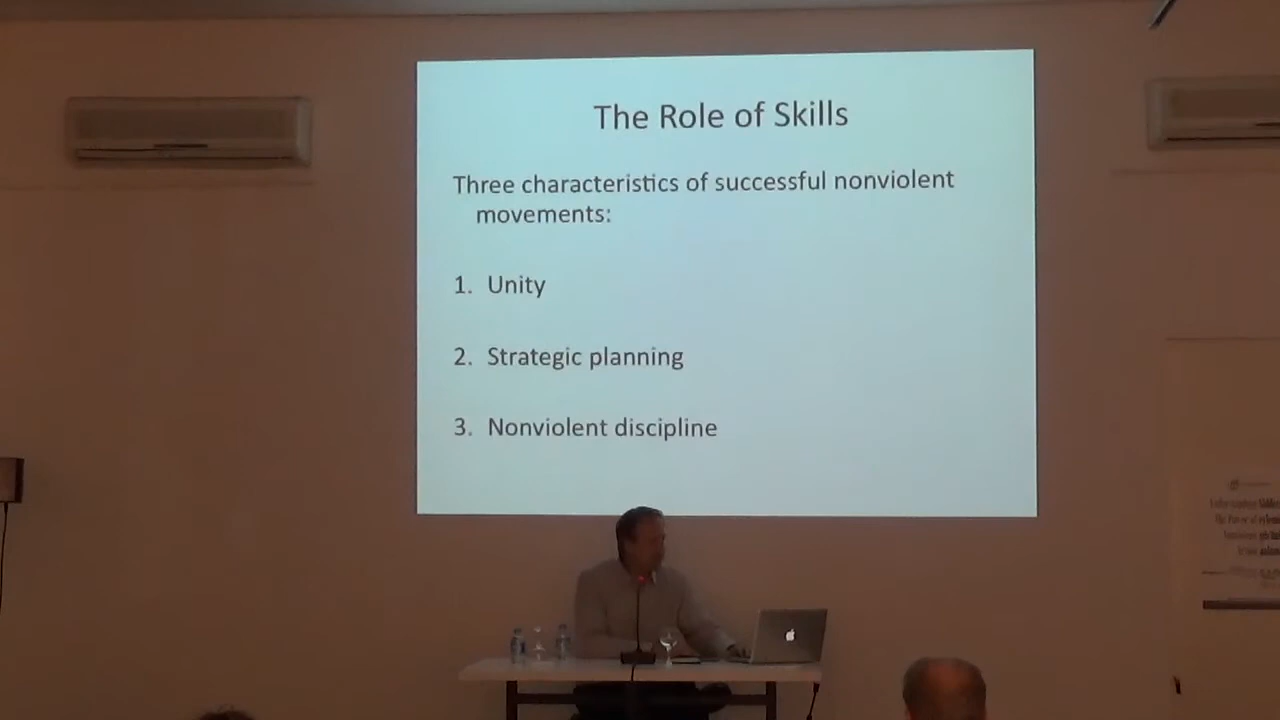 The Role of Skills
Three characteristics of successful nonviolent
movements:
1. Unity
2. Strategic planning
3. Nonviolent discipline